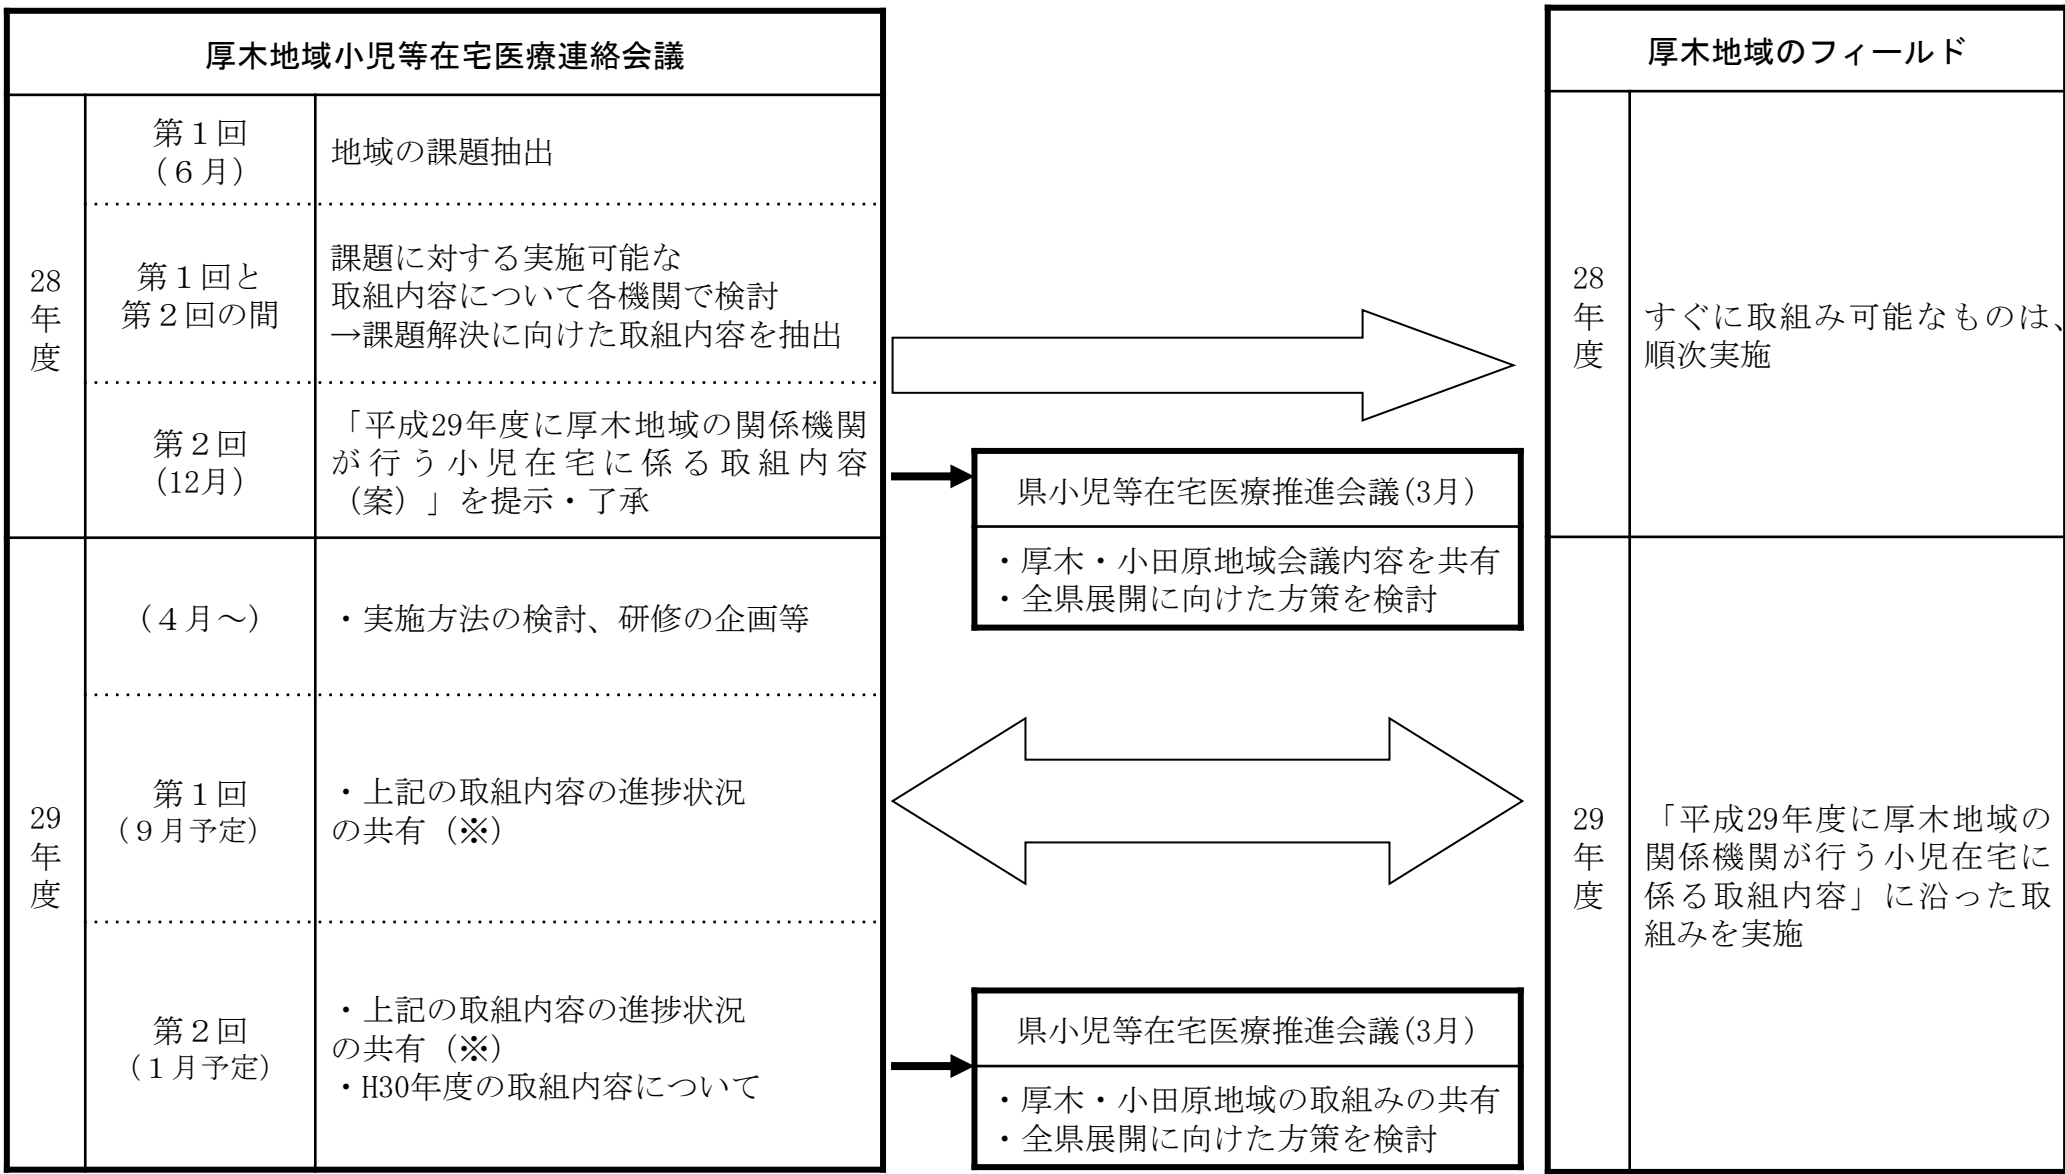 厚木地域小児等在宅医療連絡会議
28
年
度
第１回
（６月）
地域の課題抽出
第１回と
第２回の間
課題に対する実施可能な
取組内容について各機関で検討
→課題解決に向けた取組内容を抽出
第２回
(12月)
「平成29年度に厚木地域の関係機関
が行う小児在宅に係る取組内容
（案）」を提示・了承
29
年
度
（４月～）
・実施方法の検討、研修の企画等
第１回
（９月予定）
・上記の取組内容の進捗状況
の共有（※）
第２回
（１月予定）
・上記の取組内容の進捗状況
の共有（※）
・H30年度の取組内容について
県小児等在宅医療推進会議(3月)
・厚木・小田原地域会議内容を共有
・全県展開に向けた方策を検討
県小児等在宅医療推進会議(3月)
・厚木・小田原地域の取組みの共有
・全県展開に向けた方策を検討
厚木地域のフィールド
28
年
度
すぐに取組み可能なものは、
順次実施
29
年
度
「平成29年度に厚木地域の
関係機関が行う小児在宅に
係る取組内容」に沿った取
組みを実施